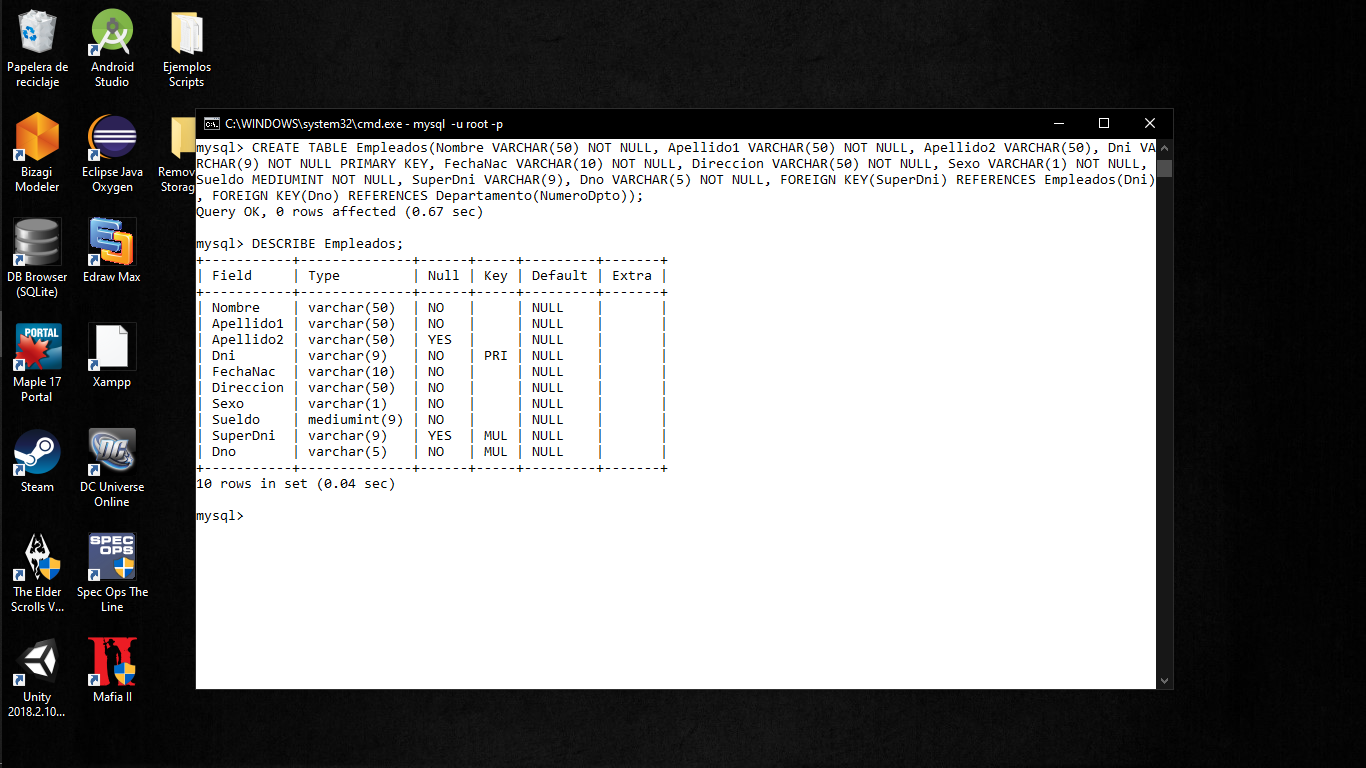 Papelera de
reciclaje
Android
Studio
Ejemplos
Scripts
Bizagi
Modeler
Eclipse Java
Oxygen
Remov
Storag
DB Browser
(SQLite)
Edraw Max
PORTAL
Maple 17
Portal
Xampp
Steam
DC
DC Universe
Online
The Elder
Scrolls V...
SPEC
OPS
Spec Ops The
Line
Unity
2018.2.10...
II
Mafia II
C:\WINDOWS\system32\cmd.exe - mysql  -u root -p
mysql> CREATE TABLE Empleados(Nombre VARCHAR(50) NOT NULL, Apellido1 VARCHAR(50) NOT NULL, Apellido2 VARCHAR(50), Dni VA
RCHAR(9) NOT NULL PRIMARY KEY, FechaNac VARCHAR(10) NOT NULL, Direccion VARCHAR(50) NOT NULL, Sexo VARCHAR(1) NOT NULL,
Sueldo MEDIUMINT NOT NULL, SuperDni VARCHAR(9), Dno VARCHAR(5) NOT NULL, FOREIGN KEY(SuperDni) REFERENCES Empleados(Dni)
, FOREIGN KEY(Dno) REFERENCES Departamento(NumeroDpto));
Query OK, 0 rows affected (0.67 sec)
mysql> DESCRIBE Empleados;
+-----------+--------------+------+-----+---------+-------+
| Field     | Type         | Null | Key | Default | Extra |
+-----------+--------------+------+-----+---------+-------+
| Nombre    | varchar(50)  | NO   |     | NULL    |       |
| Apellido1 | varchar(50)  | NO   |     | NULL    |       |
| Apellido2 | varchar(50)  | YES  |     | NULL    |       |
| Dni       | varchar(9)   | NO   | PRI | NULL    |       |
| FechaNac  | varchar(10)  | NO   |     | NULL    |       |
| Direccion | varchar(50)  | NO   |     | NULL    |       |
| Sexo      | varchar(1)   | NO   |     | NULL    |       |
| Sueldo    | mediumint(9) | NO   |     | NULL    |       |
| SuperDni  | varchar(9)   | YES  | MUL | NULL    |       |
| Dno       | varchar(5)   | NO   | MUL | NULL    |       |
+-----------+--------------+------+-----+---------+-------+
10 rows in set (0.04 sec)
mysql>